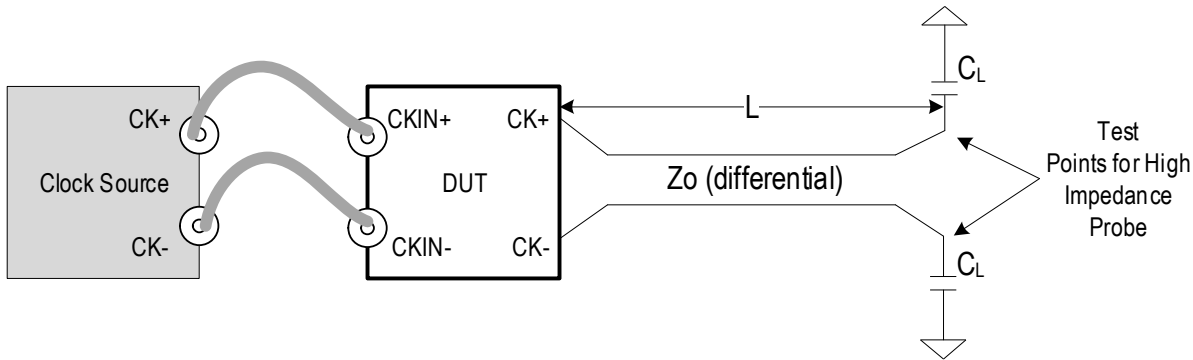 Clock Source
CK+
CK-
CKIN+
CKIN-
DUT
CK+
CK-
L
Zo (differential)
CL
CL
Test
Points for High
Impedance
Probe